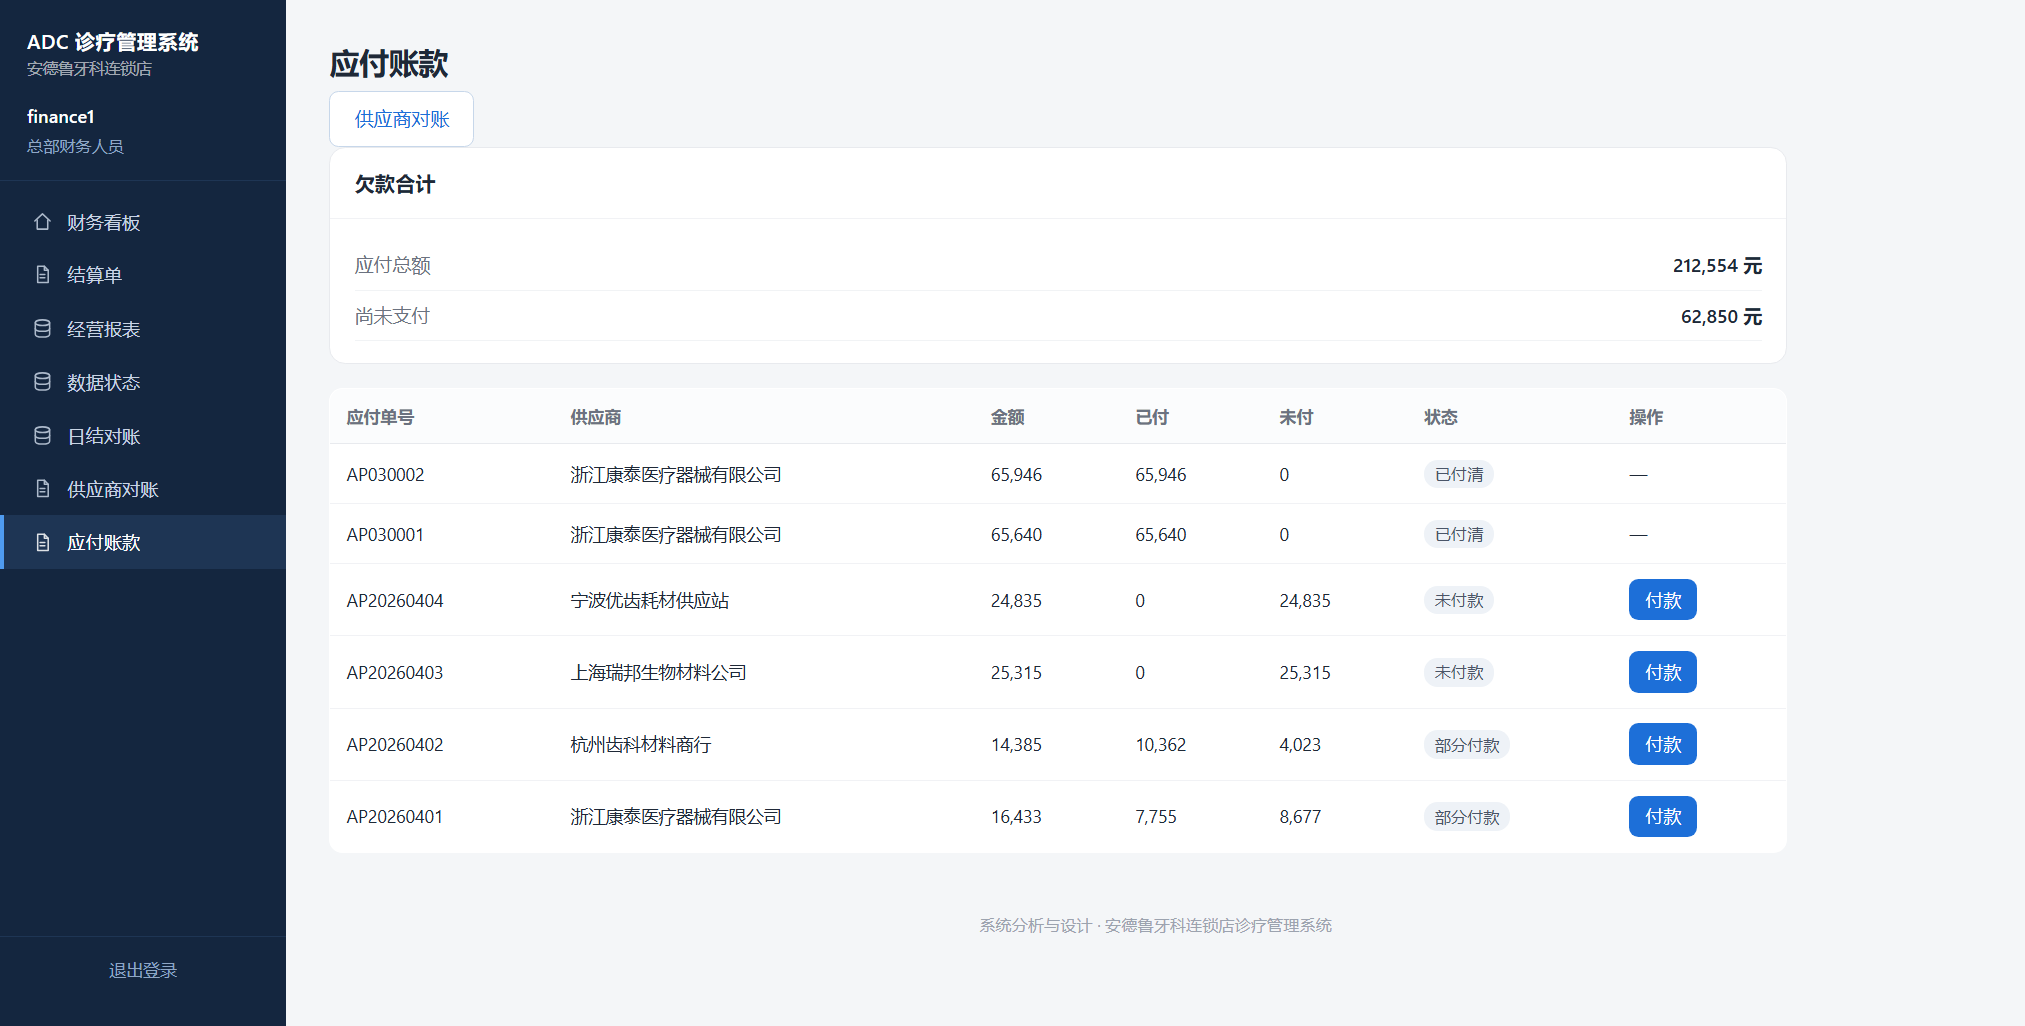 ADC 诊疗管理系统
安德鲁牙科连锁店
finance1
总部财务人员
财务看板
结算单
经营报表
数据状态
日结对账
供应商对账
应付账款
退出登录
应付账款
供应商对账
欠款合计
应付总额 212,554 元
尚未支付 62,850 元
应付单号 供应商 金额 已付 未付 状态 操作
AP030002 浙江康泰医疗器械有限公司 65,946 65,946 0 已付清 —
AP030001 浙江康泰医疗器械有限公司 65,640 65,640 0 已付清 —
AP20260404 宁波优齿耗材供应站 24,835 0 24,835 未付款 付款
AP20260403 上海瑞邦生物材料公司 25,315 0 25,315 未付款 付款
AP20260402 杭州齿科材料商行 14,385 10,362 4,023 部分付款 付款
AP20260401 浙江康泰医疗器械有限公司 16,433 7,755 8,677 部分付款 付款
系统分析与设计 · 安德鲁牙科连锁店诊疗管理系统